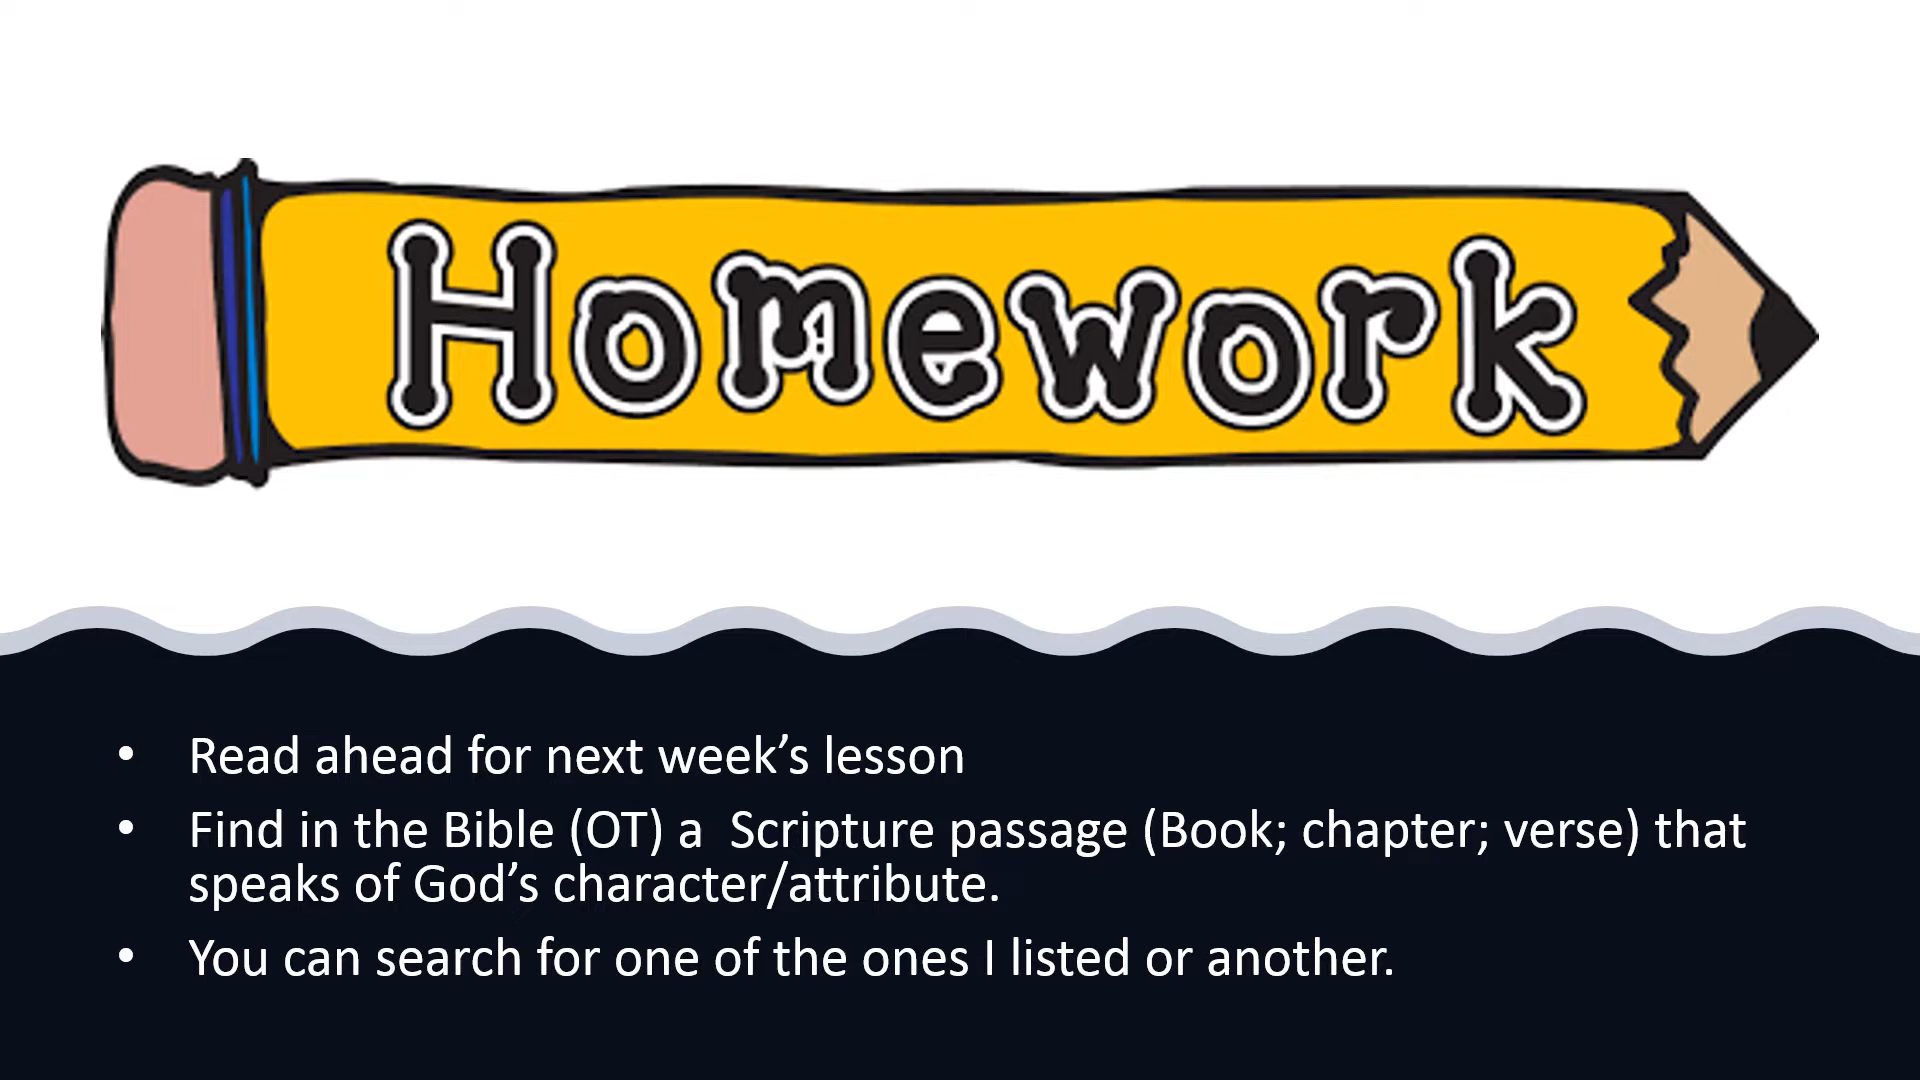 Homework
• Read ahead for next week’s lesson
• Find in the Bible (OT) a  Scripture passage (Book; chapter; verse) that
speaks of God’s character/attribute.
• You can search for one of the ones I listed or another.